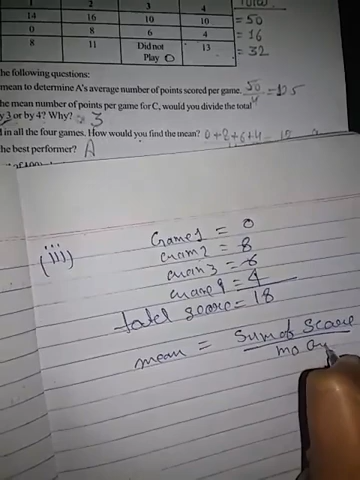 1 2 3 4 Total
14 16 10 10 = 50
0 8 6 4 = 16
8 11 Did not Play 0 13 = 32
the following questions:
mean to determine A's average number of points scored per game. 50/4 = 12.5
the mean number of points per game for C, would you divide the total
by 3 or by 4? Why? 3
d in all the four games. How would you find the mean? 0+8+6+4
the best performer? A
(iii) Game 1 = 0
Game 2 = 8
Game 3 = 6
Game 4 = 4
total score = 18
mean = Sum of Score
no of